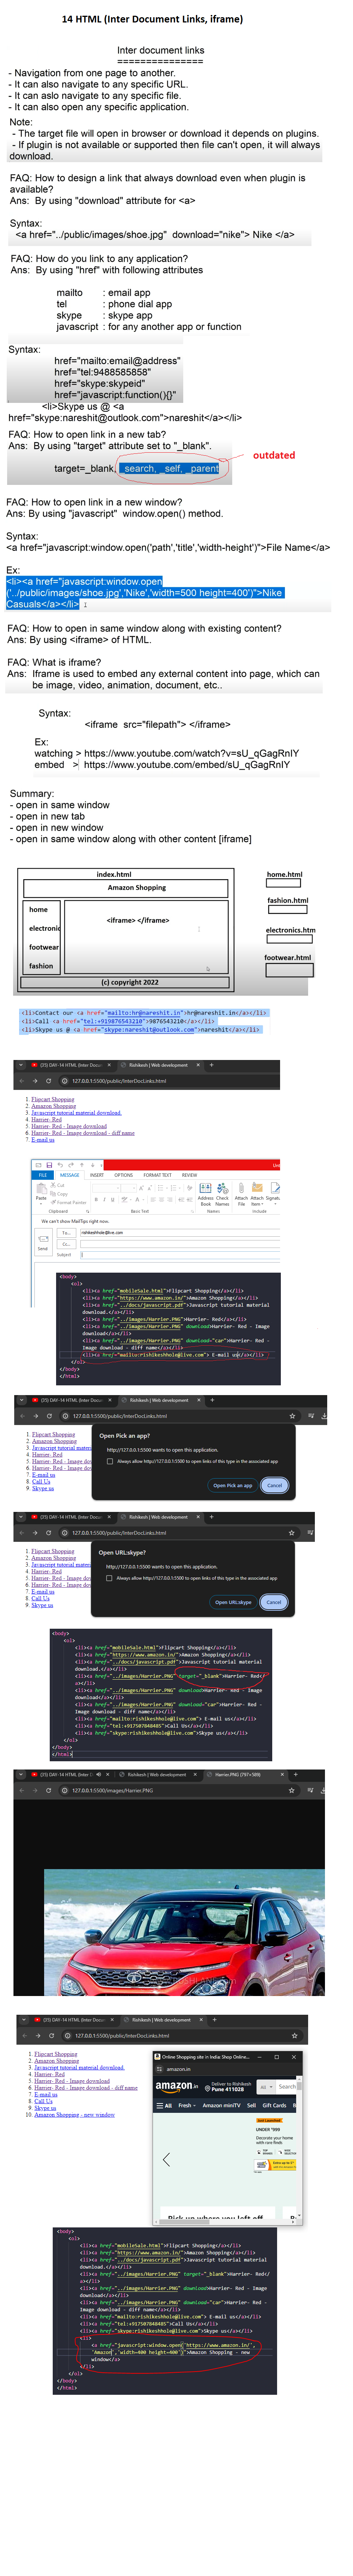 14 HTML (Inter Document Links, iframe)
Inter document links
===============
- Navigation from one page to another.
- It can also navigate to any specific URL.
- It can aslo navigate to any specific file.
- It can also open any specific application.
Note:
- The target file will open in browser or download it depends on plugins.
- If plugin is not available or supported then file can't open, it will always
download.
FAQ: How to design a link that always download even when plugin is
available?
Ans: By using "download" attribute for <a>
Syntax:
<a href="../public/images/shoe.jpg" download="nike"> Nike </a>
FAQ: How do you link to any application?
Ans: By using "href" with following attributes
mailto : email app
tel : phone dial app
skype : skype app
javascript : for any another app or function
Syntax:
href="mailto:email@address"
href="tel:9488585858"
href="skype:skypeid"
href="javascript:function(){}"
<li>Skype us @ <a
href="skype:nareshit@outlook.com">nareshit</a></li>
FAQ: How to open link in a new tab?
Ans: By using "target" attribute set to "_blank".
target=_blank, _search, _self, _parent
outdated
FAQ: How to open link in a new window?
Ans: By using "jascript" window.open() method.
Syntax:
<a href="javascript:window.open('path','title','width-height')">File Name</a>
Ex:
<li><a href="javascript:window.open
('../public/images/shoe.jpg','Nike','width=500 height=400')">Nike
Casuals</a></li>
FAQ: How to open in same window along with existing content?
Ans: By using <iframe> of HTML.
FAQ: What is iframe?
Ans: Iframe is used to embed any external content into page, which can
be image, video, animation, document, etc..
Syntax:
<iframe src="filepath"> </iframe>
Ex:
watching > https://www.youtube.com/watch?v=sU_qGagRnIY
embed > https://www.youtube.com/embed/sU_qGagRnIY
Summary:
- open in same window
- open in new tab
- open in new window
- open in same window along with other content [iframe]
index.html
Amazon Shopping
home
electronic
footwear
fashion
<iframe> </iframe>
(c) copyright 2022
home.html
fashion.html
electronics.htm
footwear.html
<li>Contact our <a href="mailto:hr@nareshit.in">hr@nareshit.in</a></li>
<li>Call <a href="tel:+919876543210">9876543210</a></li>
<li>Skype us @ <a href="skype:nareshit@outlook.com">nareshit</a></li>
(35) DAY-14 HTML (Inter Docu
Rishikesh | Web development
127.0.0.1:5500/public/InterDocLinks.html
1. Flipcart Shopping
2. Amazon Shopping
3. Javascript tutorial material download.
4. Harrier- Red
5. Harrier- Red - Image download
6. Harrier- Red - Image download - diff name
7. E-mail us
FILE MESSAGE INSERT OPTIONS FORMAT TEXT REVIEW
Cut
Copy
Format Painter
Paste
Clipboard
Basic Text
Address Book
Check Names
Names
Attach File
Attach Item
Signature
Include
We can't show MailTips right now.
Send
To...
rishikeshhole@live.com
Cc...
Subject
<body>
<ol>
<li><a href="mobileSale.html">Flipcart Shopping</a></li>
<li><a href="https://www.amazon.in/">Amazon Shopping</a></li>
<li><a href="../docs/javascript.pdf">Javascript tutorial material
download.</a></li>
<li><a href="../images/Harrier.PNG">Harrier- Red</a></li>
<li><a href="../images/Harrier.PNG" download>Harrier- Red - Image
download</a></li>
<li><a href="../images/Harrier.PNG" download="car">Harrier- Red -
Image download - diff name</a></li>
<li><a href="mailto:rishikeshhole@live.com"> E-mail us</a></li>
</ol>
</body>
</html>
(35) DAY-14 HTML (Inter Docu
Rishikesh | Web development
127.0.0.1:5500/public/InterDocLinks.html
1. Flipcart Shopping
2. Amazon Shopping
3. Javascript tutorial materi
4. Harrier- Red
5. Harrier- Red - Image dow
6. Harrier- Red - Image dow
7. E-mail us
8. Call Us
9. Skype us
Open Pick an app?
http://127.0.0.1:5500 wants to open this application.
Always allow http://127.0.0.1:5500 to open links of this type in the associated app
Open Pick an app
Cancel
(35) DAY-14 HTML (Inter Docu
Rishikesh | Web development
127.0.0.1:5500/public/InterDocLinks.html
1. Flipcart Shopping
2. Amazon Shopping
3. Javascript tutorial materi
4. Harrier- Red
5. Harrier- Red - Image dow
6. Harrier- Red - Image dow
7. E-mail us
8. Call Us
9. Skype us
Open URL:skype?
http://127.0.0.1:5500 wants to open this application.
Always allow http://127.0.0.1:5500 to open links of this type in the associated app
Open URL:skype
Cancel
<body>
<ol>
<li><a href="mobileSale.html">Flipcart Shopping</a></li>
<li><a href="https://www.amazon.in/">Amazon Shopping</a></li>
<li><a href="../docs/javascript.pdf">Javascript tutorial material
download.</a></li>
<li><a href="../images/Harrier.PNG" target="_blank">Harrier- Red</
a></li>
<li><a href="../images/Harrier.PNG" download>Harrier- Red - Image
download</a></li>
<li><a href="../images/Harrier.PNG" download="car">Harrier- Red -
Image download - diff name</a></li>
<li><a href="mailto:rishikeshhole@live.com"> E-mail us</a></li>
<li><a href="tel:+917507848485">Call Us</a></li>
<li><a href="skype:rishikeshhole@live.com">Skype us</a></li>
</ol>
</body>
</html>
(35) DAY-14 HTML (Inter
Rishikesh | Web development
Harrier.PNG (797×589)
127.0.0.1:5500/images/Harrier.PNG
(35) DAY-14 HTML (Inter Docu
Rishikesh | Web development
127.0.0.1:5500/public/InterDocLinks.html
1. Flipcart Shopping
2. Amazon Shopping
3. Javascript tutorial material download.
4. Harrier- Red
5. Harrier- Red - Image download
6. Harrier- Red - Image download - diff name
7. E-mail us
8. Call Us
9. Skype us
10. Amazon Shopping - new window
Online Shopping site in India: Shop Online...
amazon.in
amazon.in
Deliver to Rishikesh
Pune 411028
All
Search
All Fresh Amazon miniTV Sell Gift Cards
UNDER ₹999
Decorate your home
with rare finds
Pick up where you left off
<body>
<ol>
<li><a href="mobileSale.html">Flipcart Shopping</a></li>
<li><a href="https://www.amazon.in/">Amazon Shopping</a></li>
<li><a href="../docs/javascript.pdf">Javascript tutorial material
download.</a></li>
<li><a href="../images/Harrier.PNG" target="_blank">Harrier- Red</
a></li>
<li><a href="../images/Harrier.PNG" download>Harrier- Red - Image
download</a></li>
<li><a href="../images/Harrier.PNG" download="car">Harrier- Red -
Image download - diff name</a></li>
<li><a href="mailto:rishikeshhole@live.com"> E-mail us</a></li>
<li><a href="tel:+917507848485">Call Us</a></li>
<li><a href="skype:rishikeshhole@live.com">Skype us</a></li>
<li>
<a href="javascript:window.open('https://www.amazon.in/',
'Amazon','width=400 height=400')">Amazon Shopping - new
window</a>
</li>
</ol>
</body>
</html>